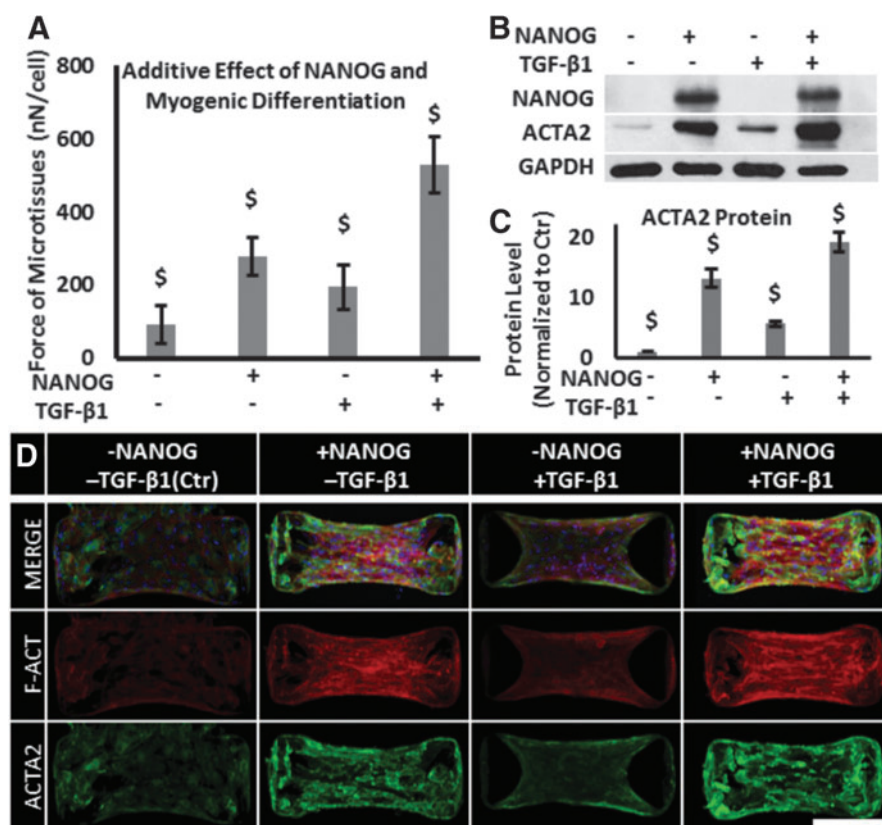 A
Additive Effect of NANOG and
Myogenic Differentiation
Force of Microtissues (nN/cell)
800
600
400
200
0
$ $ $ $
NANOG - + - +
TGF-β1 - - + +
B
NANOG - + - +
TGF-β1 - - + +
NANOG
ACTA2
GAPDH
C
ACTA2 Protein
Protein Level
(Normalized to Ctr)
20
10
0
$ $ $ $
NANOG - + - +
TGF-β1 - - + +
D
-NANOG
–TGF-β1(Ctr)
+NANOG
–TGF-β1
-NANOG
+TGF-β1
+NANOG
+TGF-β1
MERGE
F-ACT
ACTA2